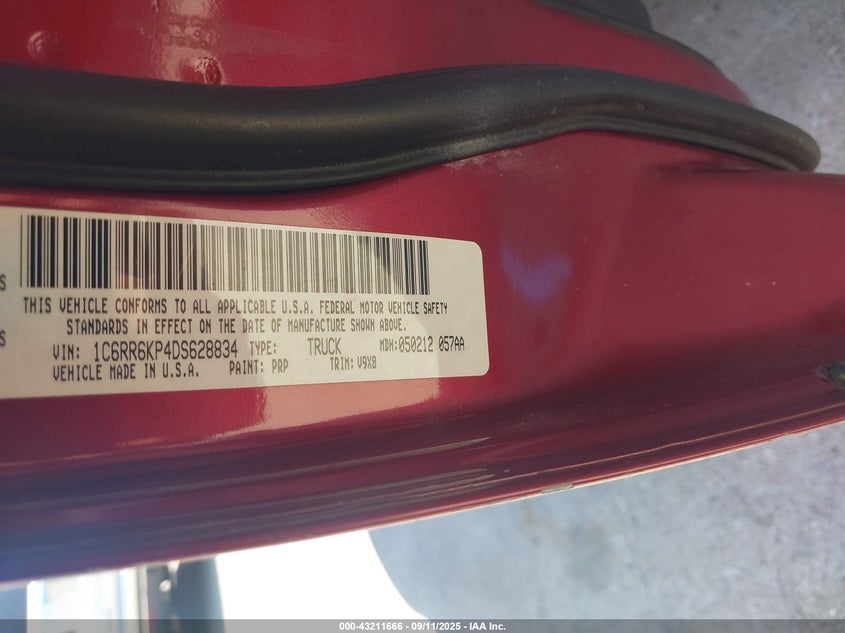 S
THIS VEHICLE CONFORMS TO ALL APPLICABLE U.S.A. FEDERAL MOTOR VEHICLE SAFETY
S
STANDARDS IN EFFECT ON THE DATE OF MANUFACTURE SHOWN ABOVE.
VIN: 1C6RR6KP4DS628834 TYPE: TRUCK MDH:050212 057AA
VEHICLE MADE IN U.S.A. PAINT: PRP TRIM: V9X8
000-43211666 - 09/11/2025 - IAA Inc.